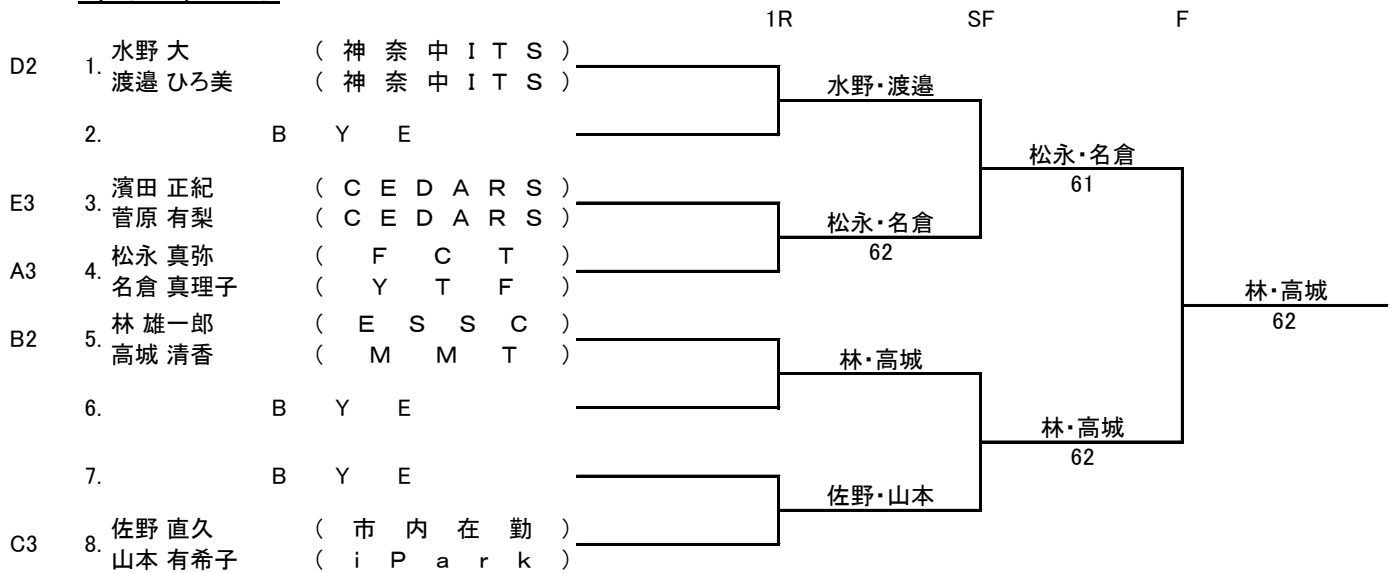 1R SF F
D2 1. 水野 大 ( 神 奈 中 I T S )
渡邉 ひろ美 ( 神 奈 中 I T S )
水野・渡邉
2. B Y E
松永・名倉
61
E3 3. 濱田 正紀 ( C E D A R S )
菅原 有梨 ( C E D A R S )
松永・名倉
62
A3 4. 松永 真弥 ( F C T )
名倉 真理子 ( Y T F )
林・高城
62
B2 5. 林 雄一郎 ( E S S C )
高城 清香 ( M M T )
林・高城
6. B Y E
林・高城
62
7. B Y E
佐野・山本
C3 8. 佐野 直久 ( 市 内 在 勤 )
山本 有希子 ( i P a r k )